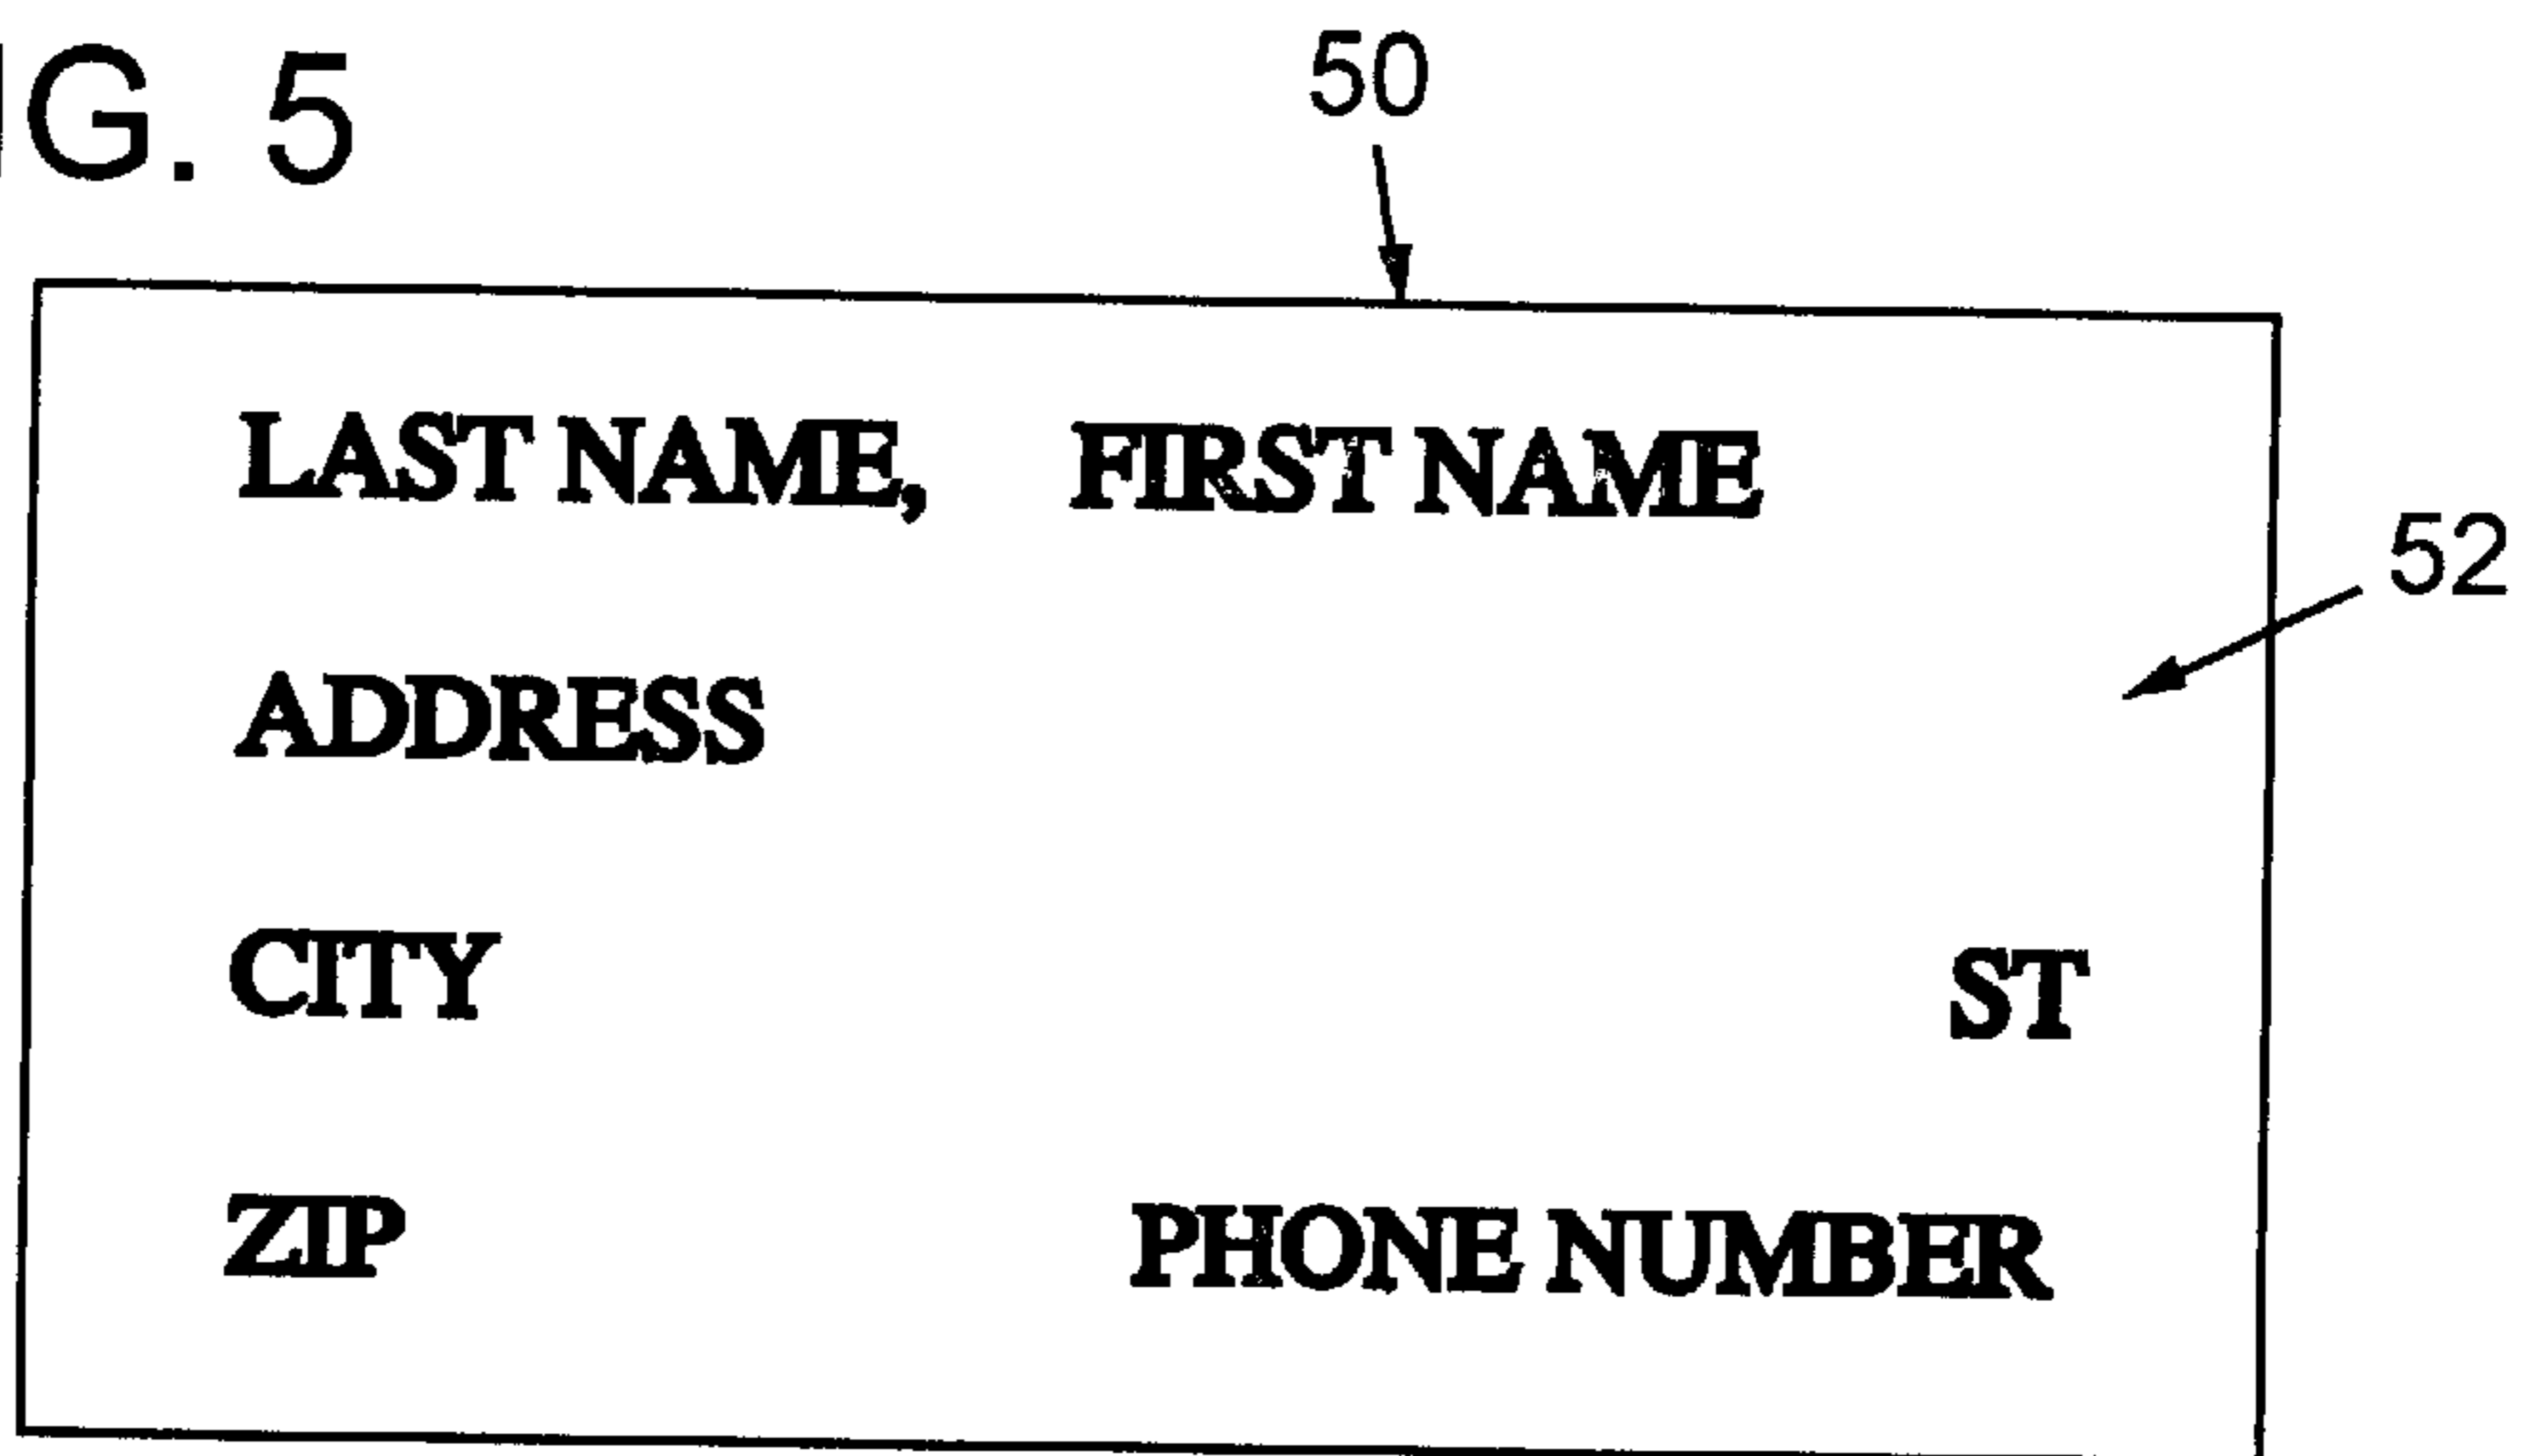 IG. 5
50
LAST NAME, FIRST NAME
52
ADDRESS
CITY ST
ZIP PHONE NUMBER